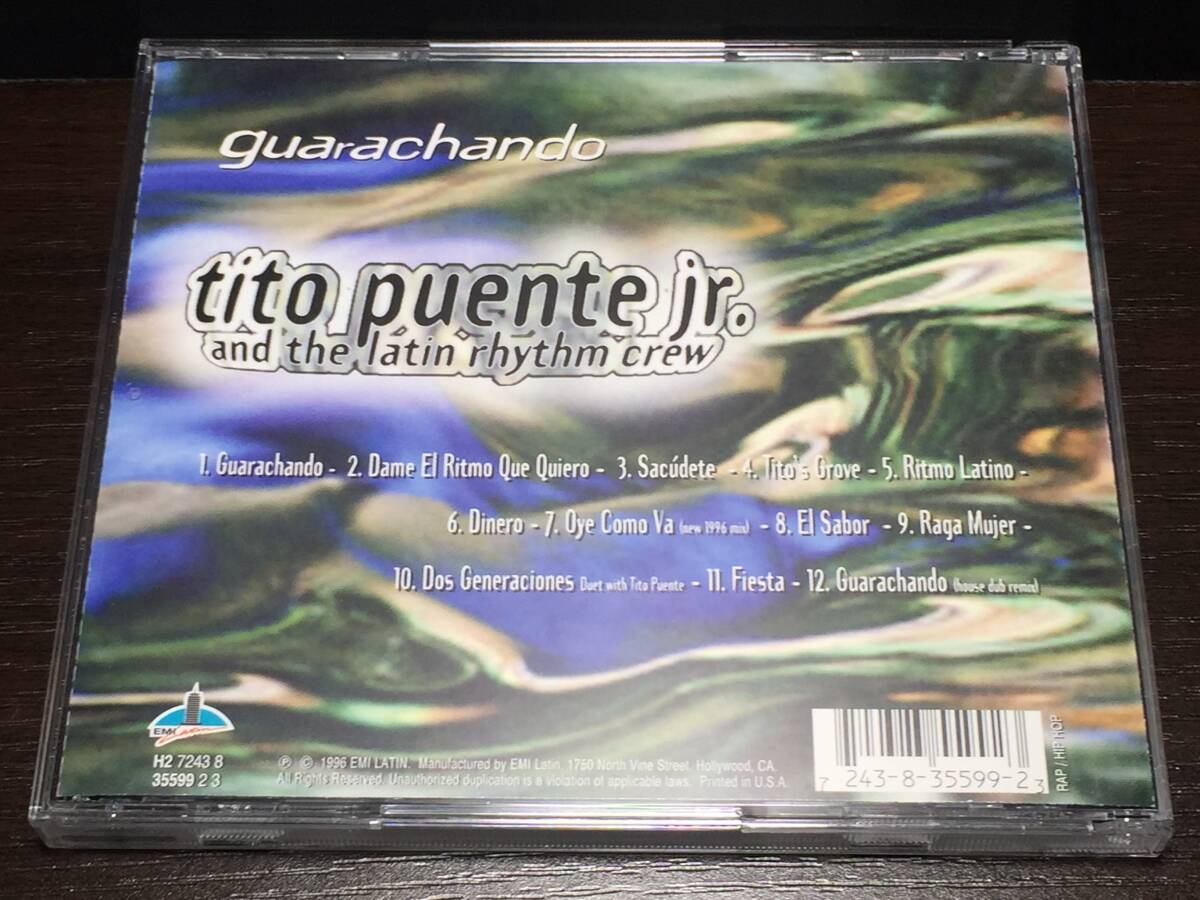 guarachando
tito puente jr.
and the latin rhythm crew
1. Guarachando - 2. Dame El Ritmo Que Quiero - 3. Sacúdete - 4. Tito's Grove - 5. Ritmo Latino -
6. Dinero - 7. Oye Como Va (new 1996 mix) - 8. El Sabor - 9. Raga Mujer -
10. Dos Generaciones Duet with Tito Puente - 11. Fiesta - 12. Guarachando (house dub remix)
EMI Latin
H2 7243 8
35599 2 3
℗ © 1996 EMI LATIN. Manufactured by EMI Latin. 1750 North Vine Street. Hollywood, CA.
All Rights Reserved. Unauthorized duplication is a violation of applicable laws. Printed in U.S.A.
7 243-8-35599-2 3
RAP / HIP HOP